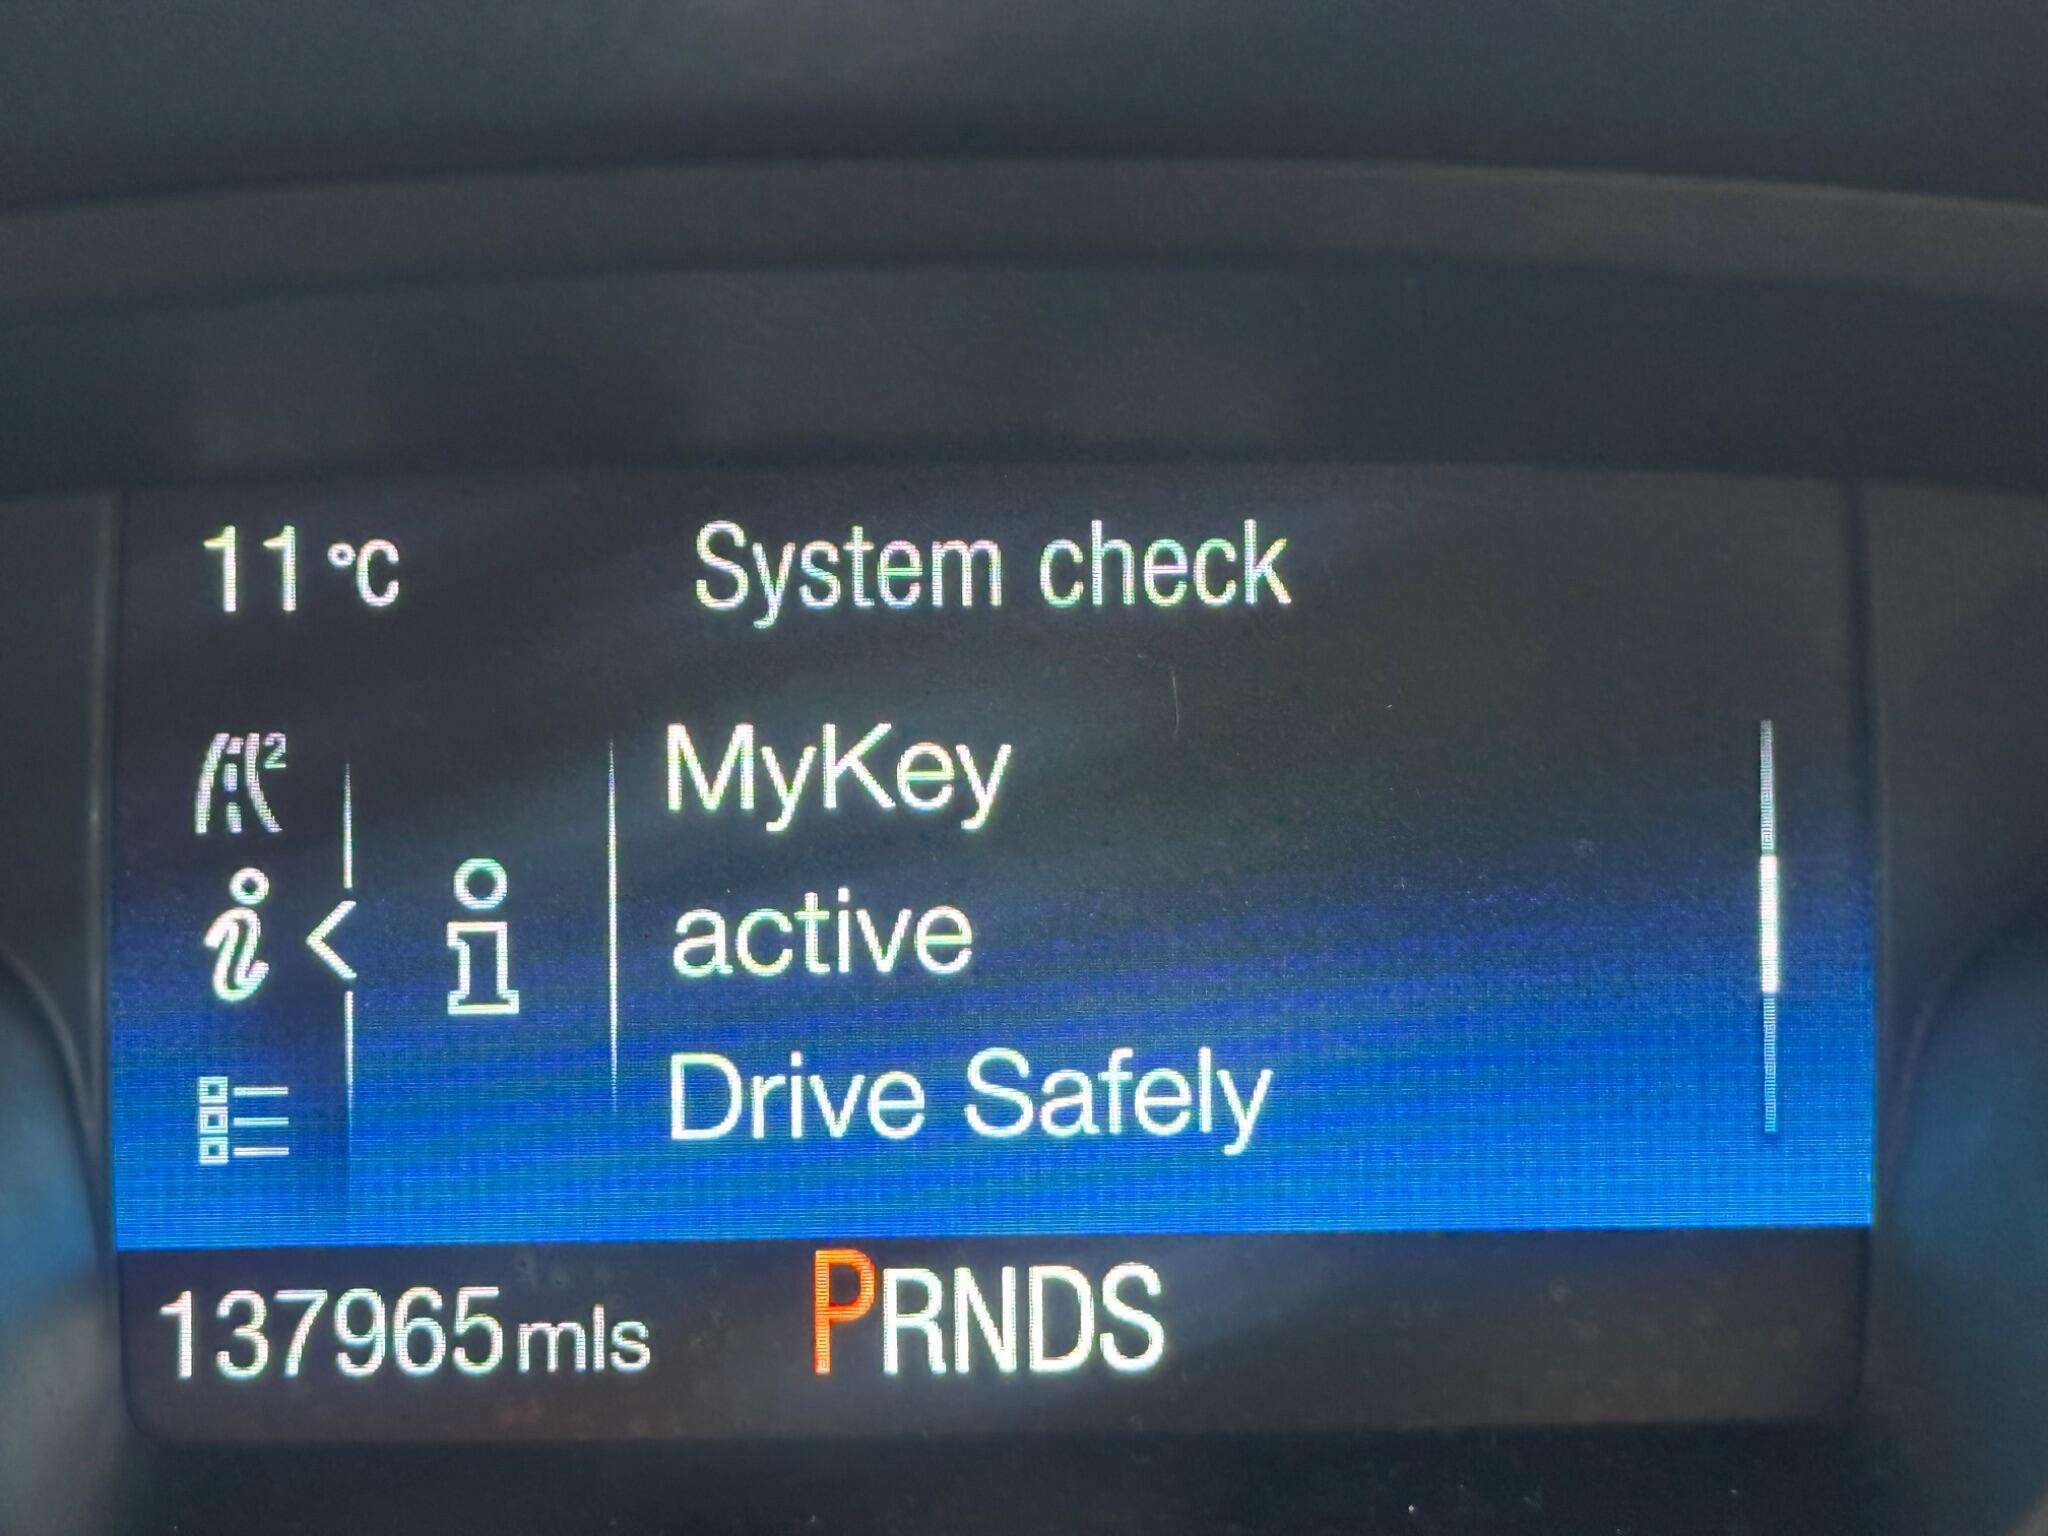 11 °C System check
MyKey
active
Drive Safely
137965 mls PRNDS